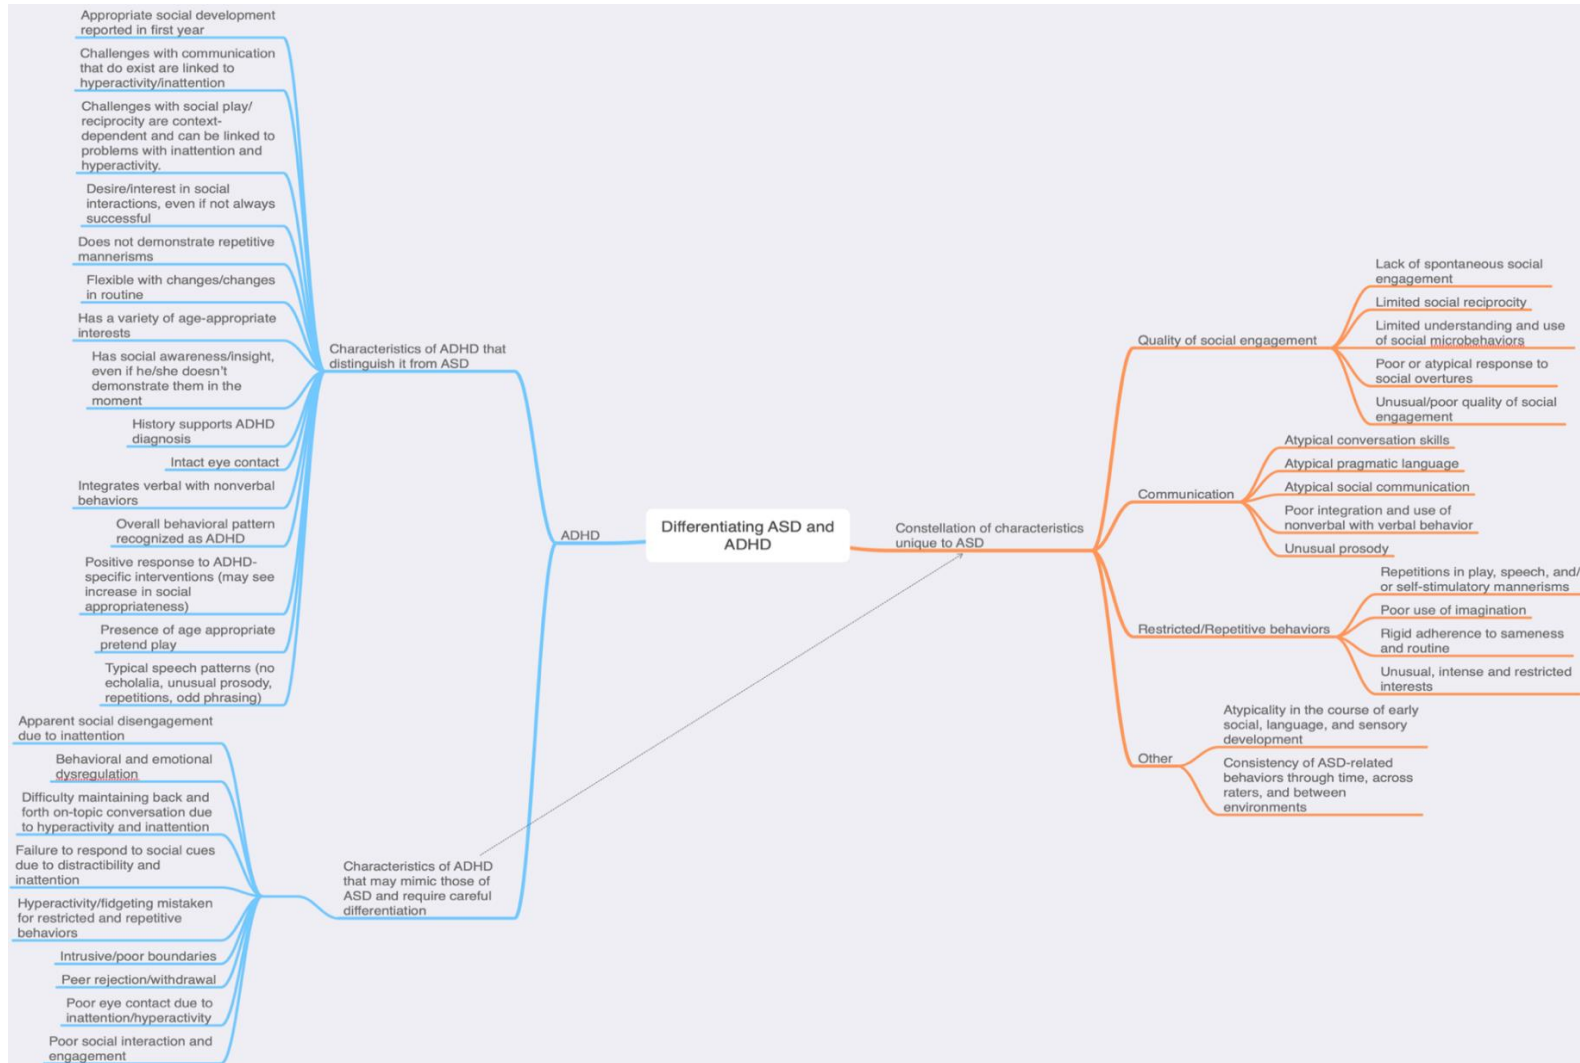 Appropriate social development
reported in first year
Challenges with communication
that do exist are linked to
hyperactivity/inattention
Challenges with social play/
reciprocity are context-
dependent and can be linked to
problems with inattention and
hyperactivity.
Desire/interest in social
interactions, even if not always
successful
Does not demonstrate repetitive
mannerisms
Flexible with changes/changes
in routine
Has a variety of age-appropriate
interests
Has social awareness/insight,
even if he/she doesn't
demonstrate them in the
moment
History supports ADHD
diagnosis
Intact eye contact
Integrates verbal with nonverbal
behaviors
Overall behavioral pattern
recognized as ADHD
Positive response to ADHD-
specific interventions (may see
increase in social
appropriateness)
Presence of age appropriate
pretend play
Typical speech patterns (no
echolalia, unusual prosody,
repetitions, odd phrasing)
Characteristics of ADHD that
distinguish it from ASD
Apparent social disengagement
due to inattention
Behavioral and emotional
dysregulation
Difficulty maintaining back and
forth on-topic conversation due
to hyperactivity and inattention
Failure to respond to social cues
due to distractibility and
inattention
Hyperactivity/fidgeting mistaken
for restricted and repetitive
behaviors
Intrusive/poor boundaries
Peer rejection/withdrawal
Poor eye contact due to
inattention/hyperactivity
Poor social interaction and
engagement
Characteristics of ADHD
that may mimic those of
ASD and require careful
differentiation
ADHD
Differentiating ASD and
ADHD
Constellation of characteristics
unique to ASD
Quality of social engagement
Lack of spontaneous social
engagement
Limited social reciprocity
Limited understanding and use
of social microbehaviors
Poor or atypical response to
social overtures
Unusual/poor quality of social
engagement
Communication
Atypical conversation skills
Atypical pragmatic language
Atypical social communication
Poor integration and use of
nonverbal with verbal behavior
Unusual prosody
Restricted/Repetitive behaviors
Repetitions in play, speech, and/
or self-stimulatory mannerisms
Poor use of imagination
Rigid adherence to sameness
and routine
Unusual, intense and restricted
interests
Other
Atypicality in the course of early
social, language, and sensory
development
Consistency of ASD-related
behaviors through time, across
raters, and between
environments